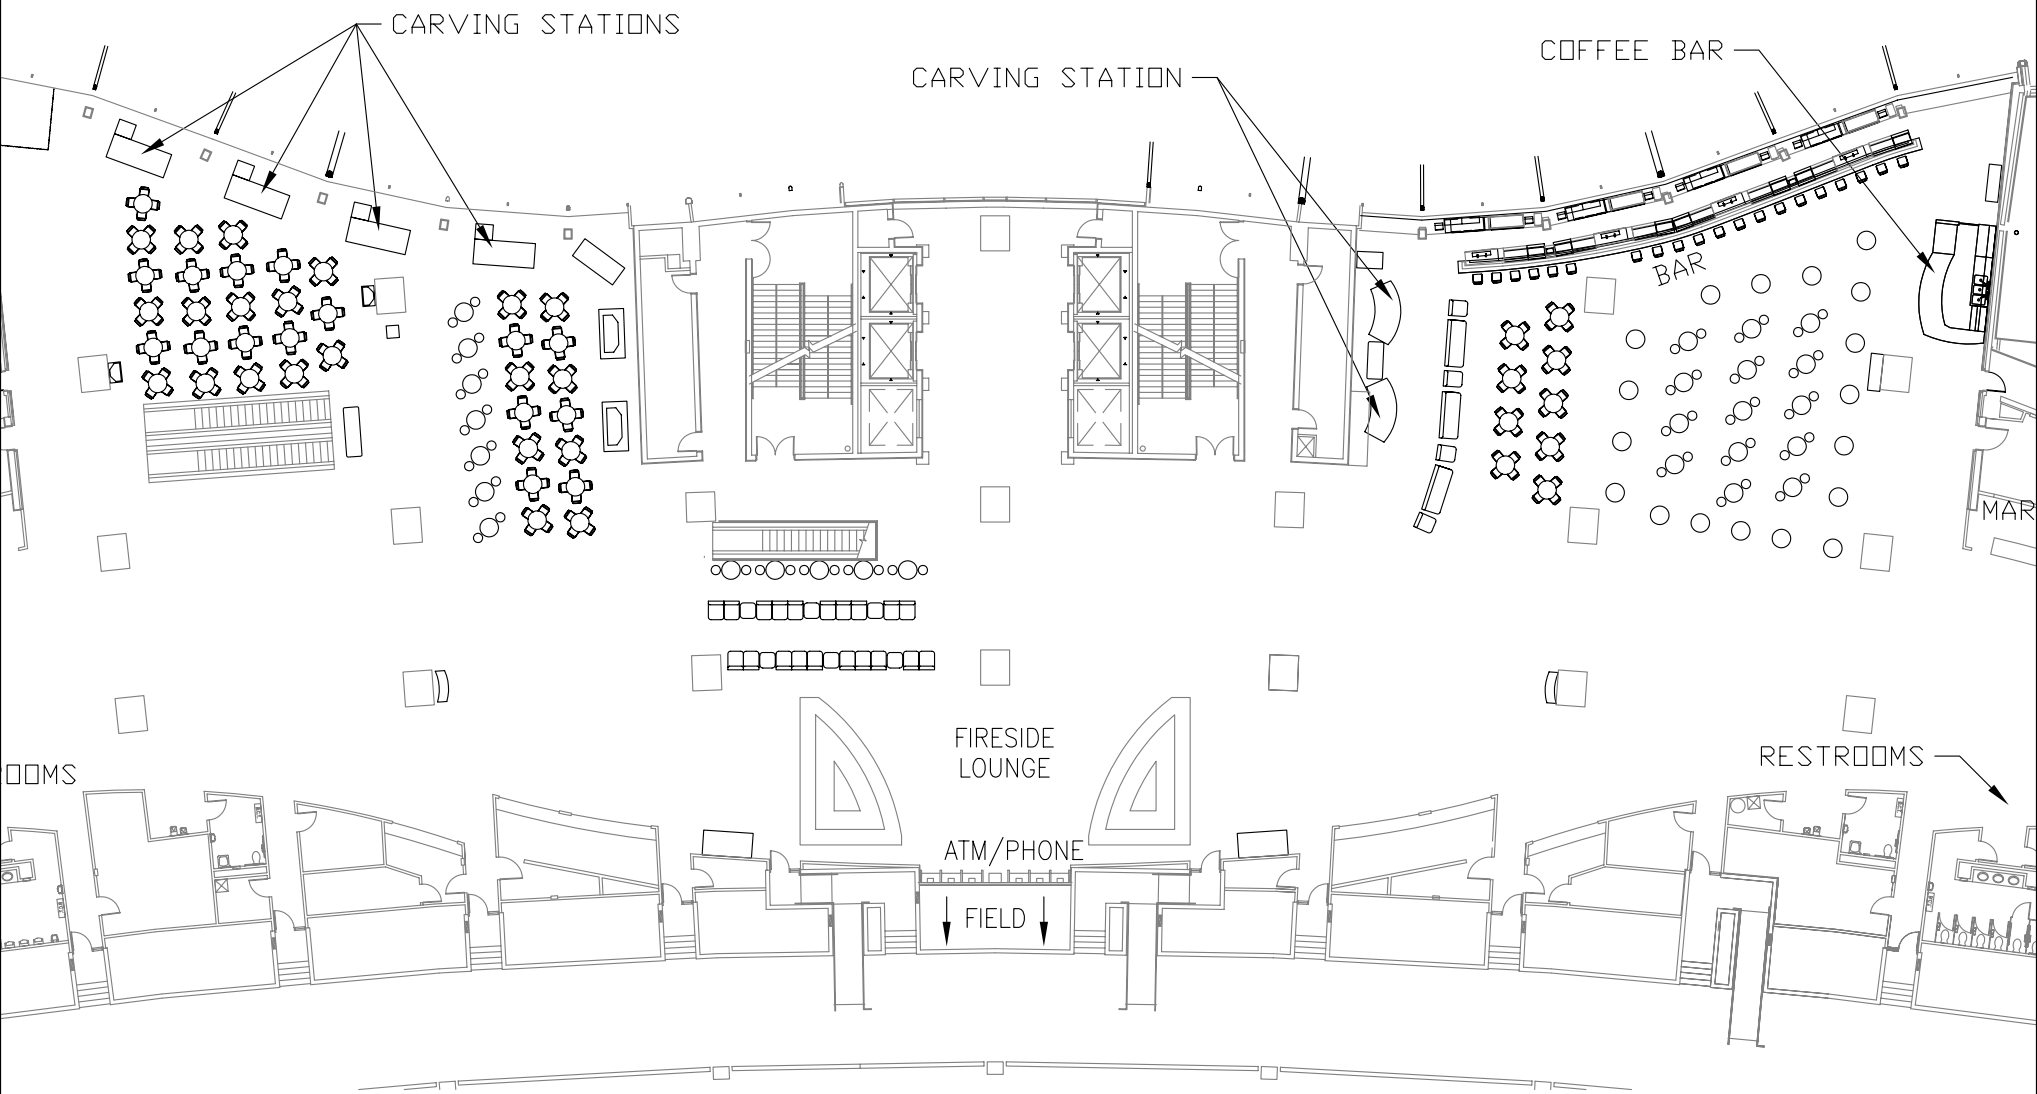 CARVING STATIONS
CARVING STATION
COFFEE BAR
BAR
MAR
FIRESIDE
LOUNGE
OOMS
RESTROOMS
ATM/PHONE
FIELD